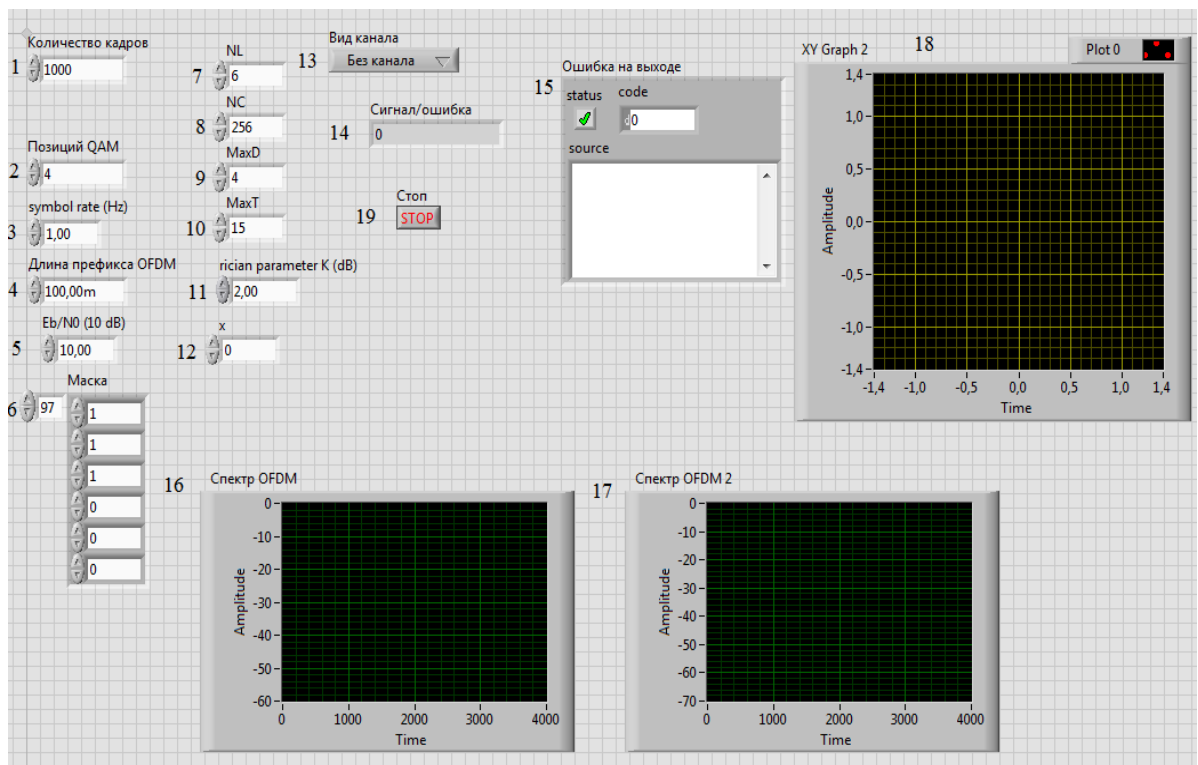 Количество кадров
1 1000
Позиций QAM
2 4
symbol rate (Hz)
3 1,00
Длина префикса OFDM
4 100,00m
Eb/N0 (10 dB)
5 10,00
Маска
6 97 1
1
1
0
0
0
NL
7 6
NC
8 256
MaxD
9 4
MaxT
10 15
rician parameter K (dB)
11 2,00
x
12 0
Вид канала
13 Без канала
Сигнал/ошибка
14 0
Стоп
19 STOP
Ошибка на выходе
15
status code
d0
source
XY Graph 2 18 Plot 0
1,4
1,0
0,5
0,0
-0,5
-1,0
-1,4
Amplitude
-1,4 -1,0 -0,5 0,0 0,5 1,0 1,4
Time
16 Спектр OFDM
0
-10
-20
-30
-40
-50
-60
Amplitude
0 1000 2000 3000 4000
Time
17 Спектр OFDM 2
0
-10
-20
-30
-40
-50
-60
-70
Amplitude
0 1000 2000 3000 4000
Time